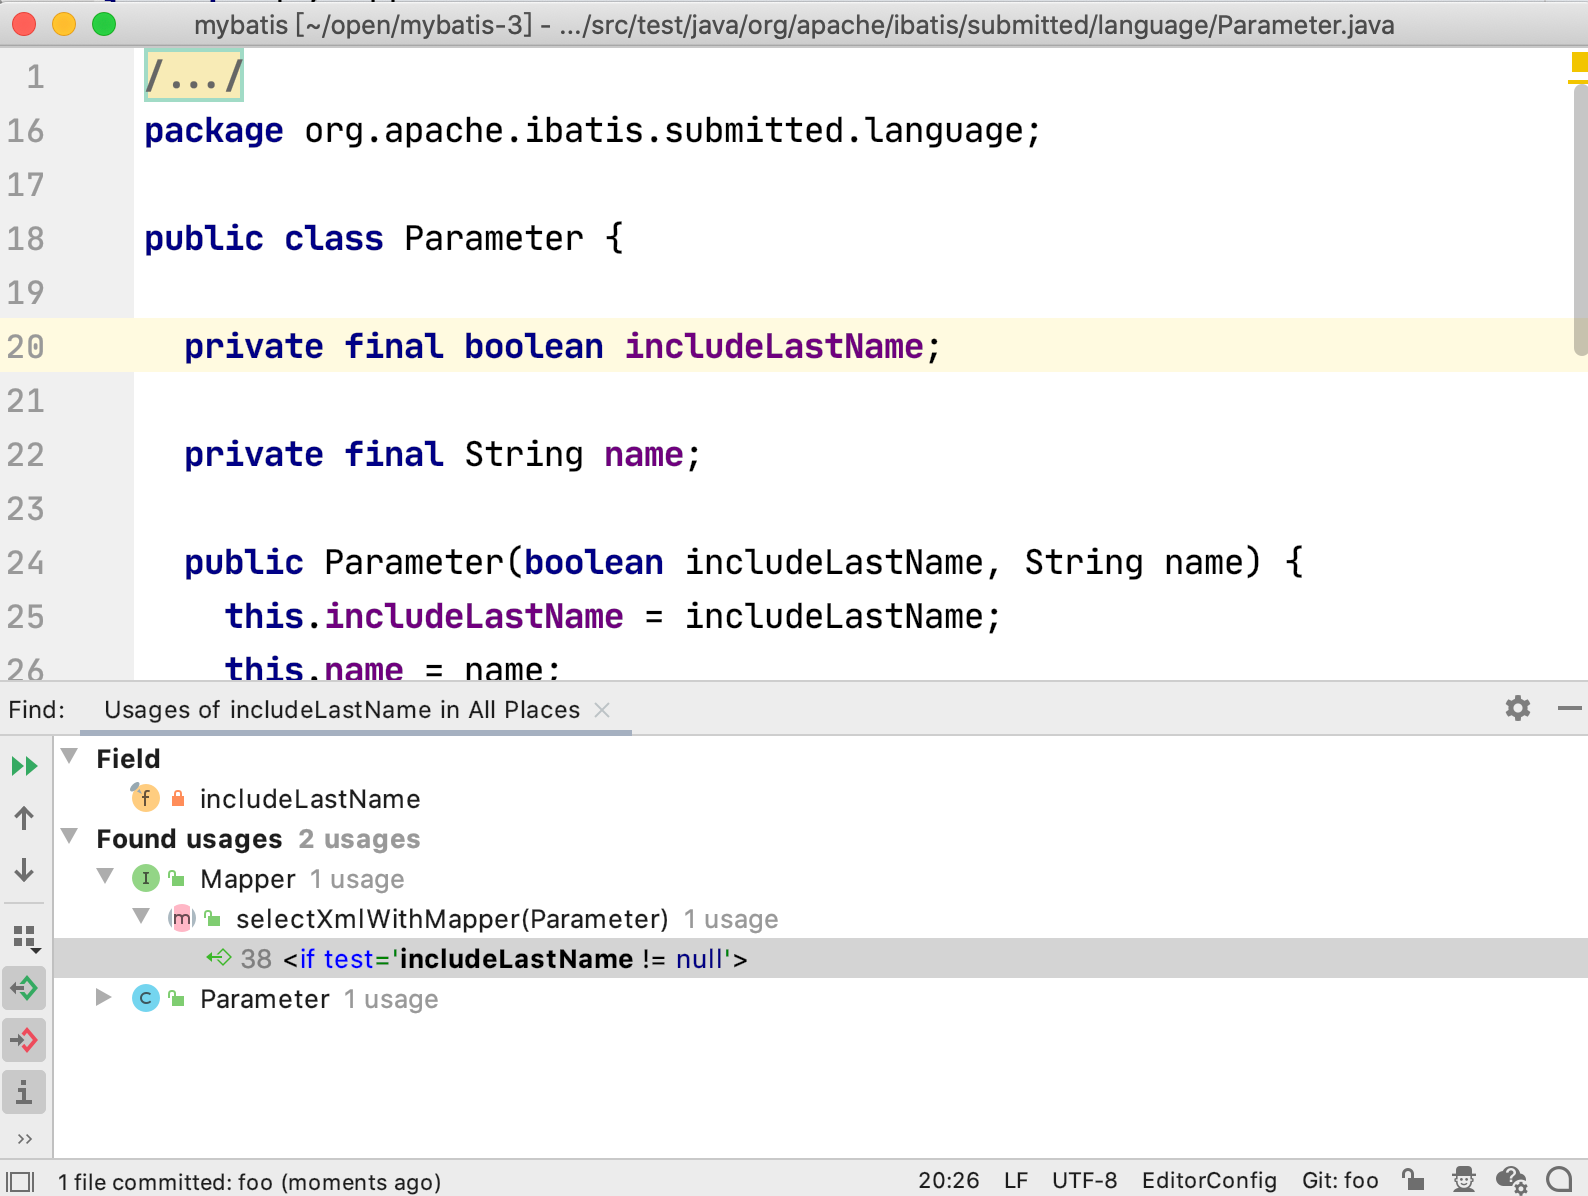 mybatis [~/open/mybatis-3] - .../src/test/java/org/apache/ibatis/submitted/language/Parameter.java
1 /.../
16 package org.apache.ibatis.submitted.language;
17
18 public class Parameter {
19
20 private final boolean includeLastName;
21
22 private final String name;
23
24 public Parameter(boolean includeLastName, String name) {
25 this.includeLastName = includeLastName;
26 this.name = name;
Find: Usages of includeLastName in All Places
Field
f includeLastName
Found usages 2 usages
I Mapper 1 usage
m selectXmlWithMapper(Parameter) 1 usage
38 <if test='includeLastName != null'>
C Parameter 1 usage
1 file committed: foo (moments ago) 20:26 LF UTF-8 EditorConfig Git: foo